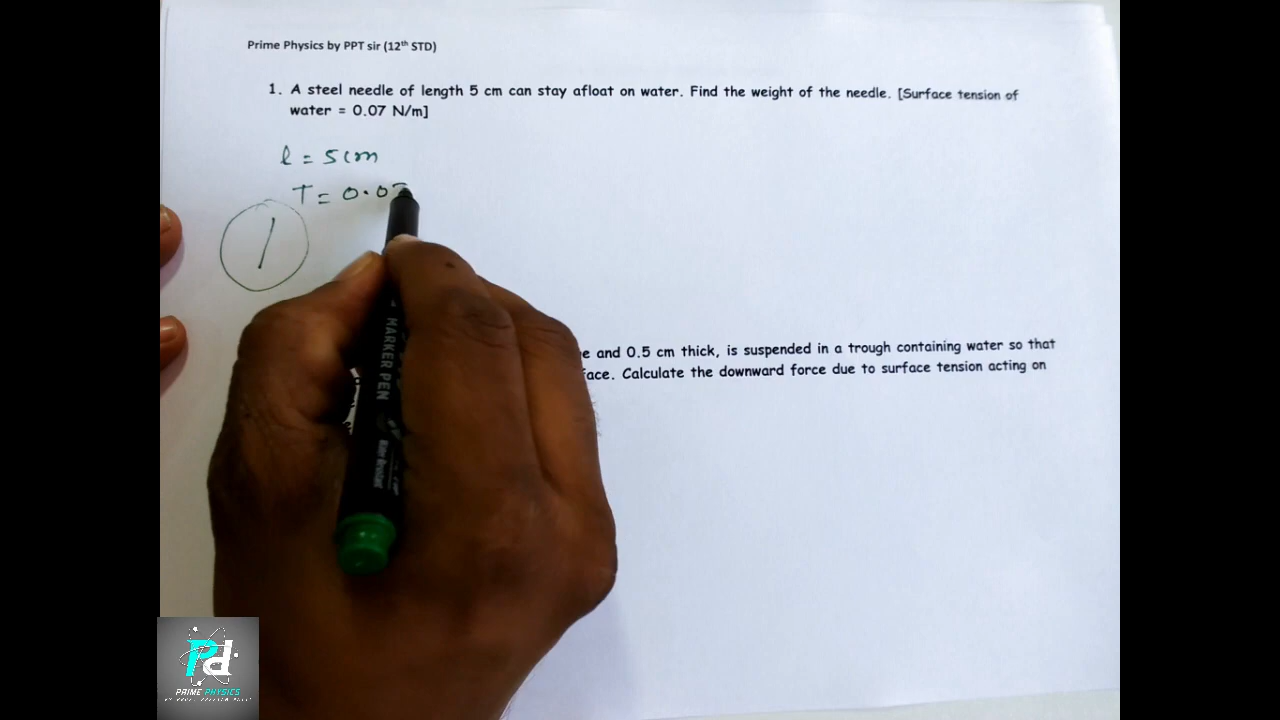 Prime Physics by PPT sir (12th STD)
1. A steel needle of length 5 cm can stay afloat on water. Find the weight of the needle. [Surface tension of
water = 0.07 N/m]
l = 5cm
T = 0.07
1
and 0.5 cm thick, is suspended in a trough containing water so that
Calculate the downward force due to surface tension acting on
MARKER PEN
Water Resistant
Pd
PRIME PHYSICS